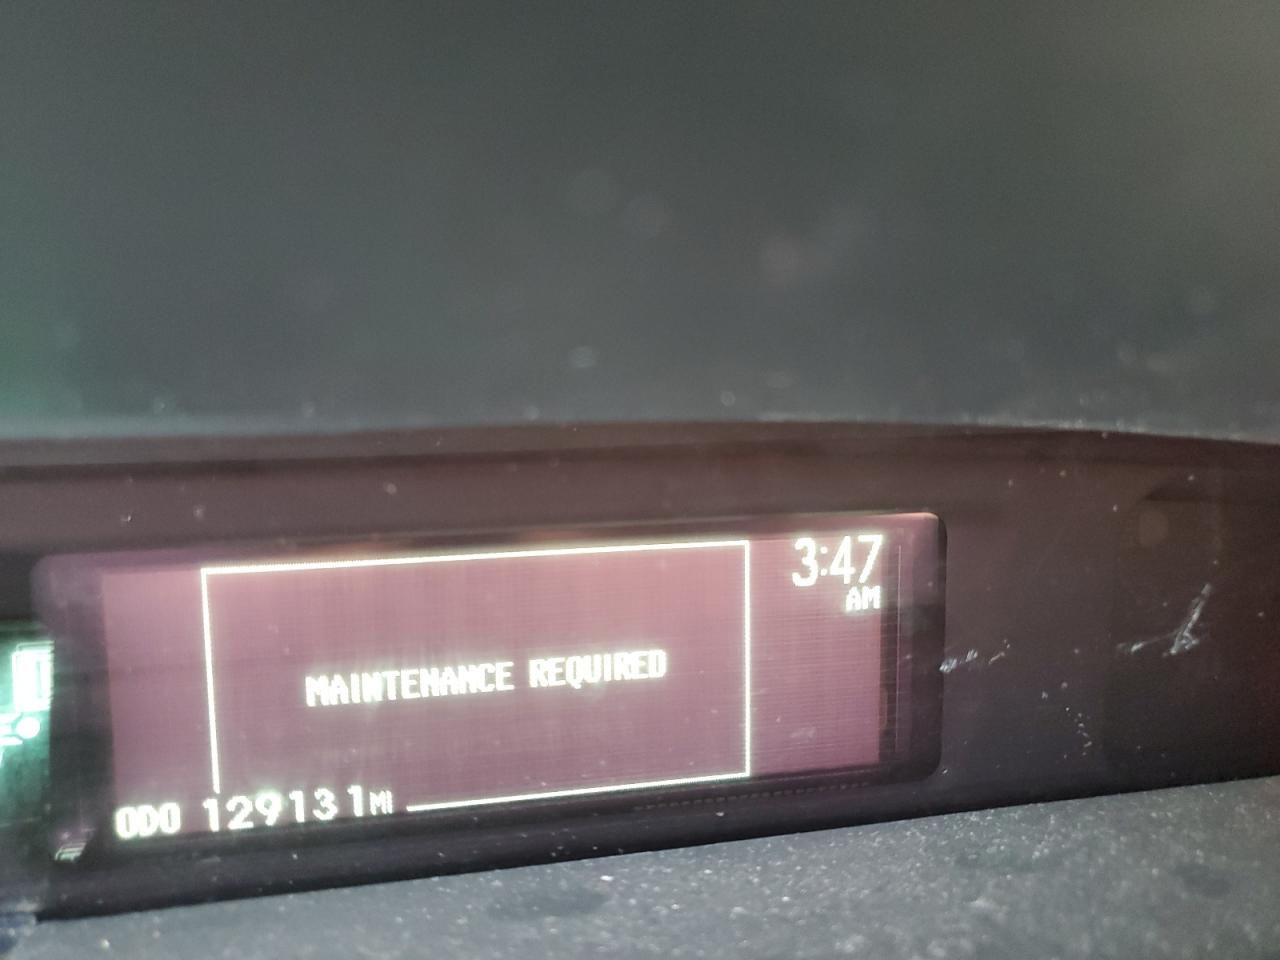 3:47
AM
MAINTENANCE REQUIRED
ODO 129131 MI